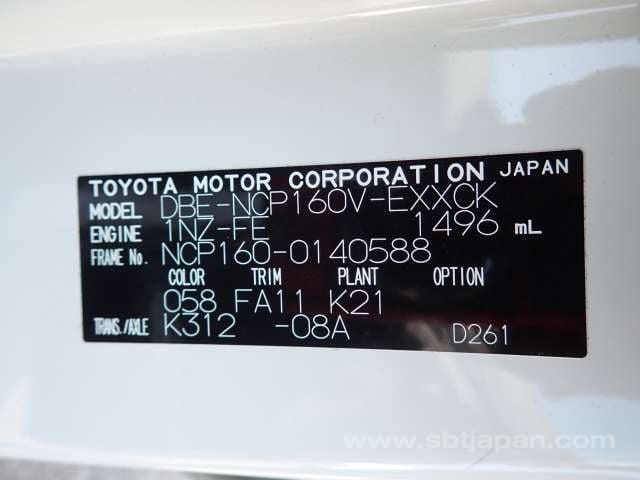 TOYOTA MOTOR CORPORATION JAPAN
MODEL DBE-NCP160V-EXXCK
ENGINE 1NZ-FE 1496 mL
FRAME No. NCP160-0140588
COLOR TRIM PLANT OPTION
058 FA11 K21
TRANS./AXLE K312 -08A D261
www.sbtjapan.com